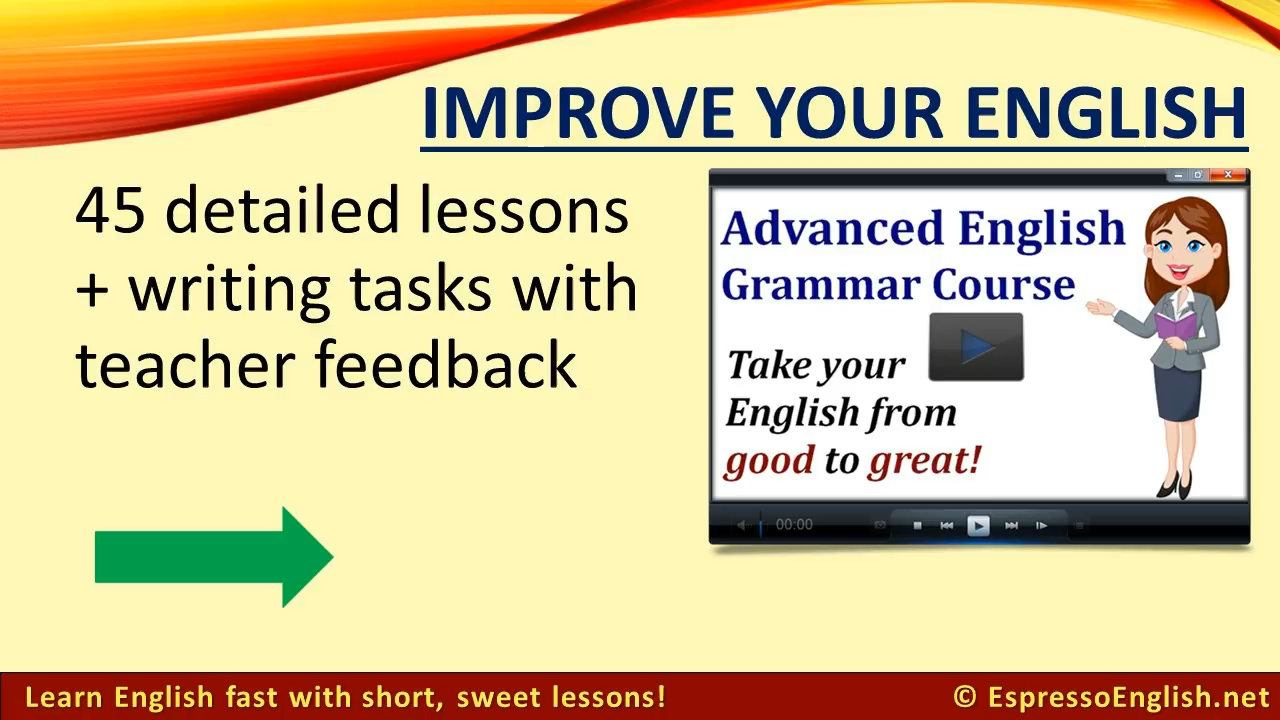 IMPROVE YOUR ENGLISH
45 detailed lessons
+ writing tasks with
teacher feedback
Advanced English
Grammar Course
Take your
English from
good to great!
00:00
Learn English fast with short, sweet lessons!
© EspressoEnglish.net